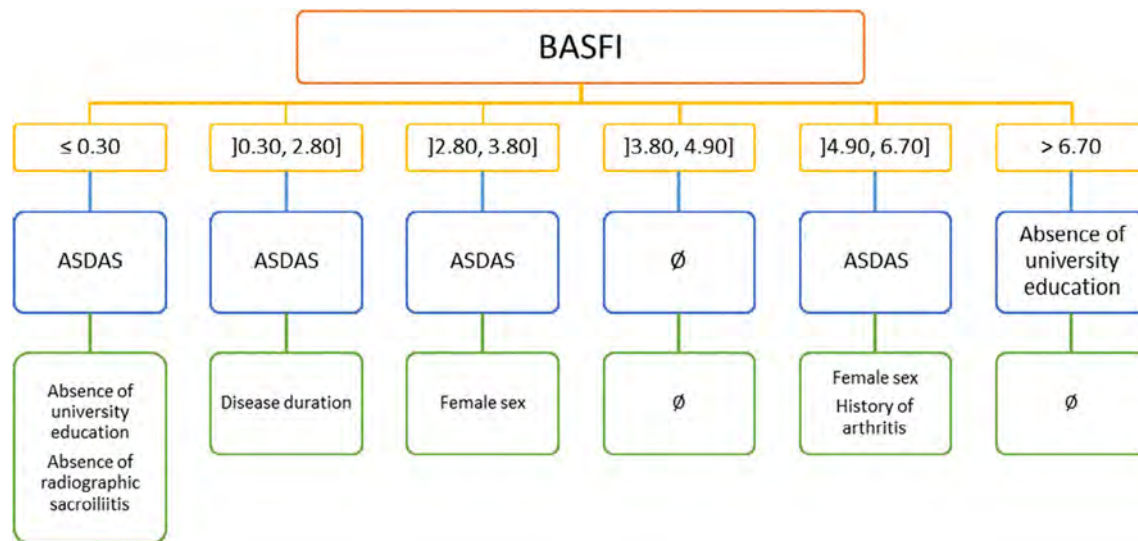 BASFI
≤ 0.30
]0.30, 2.80]
]2.80, 3.80]
]3.80, 4.90]
]4.90, 6.70]
> 6.70
ASDAS
ASDAS
ASDAS
Ø
ASDAS
Absence of
university
education
Absence of
university
education
Absence of
radiographic
sacroiliitis
Disease duration
Female sex
Ø
Female sex
History of
arthritis
Ø